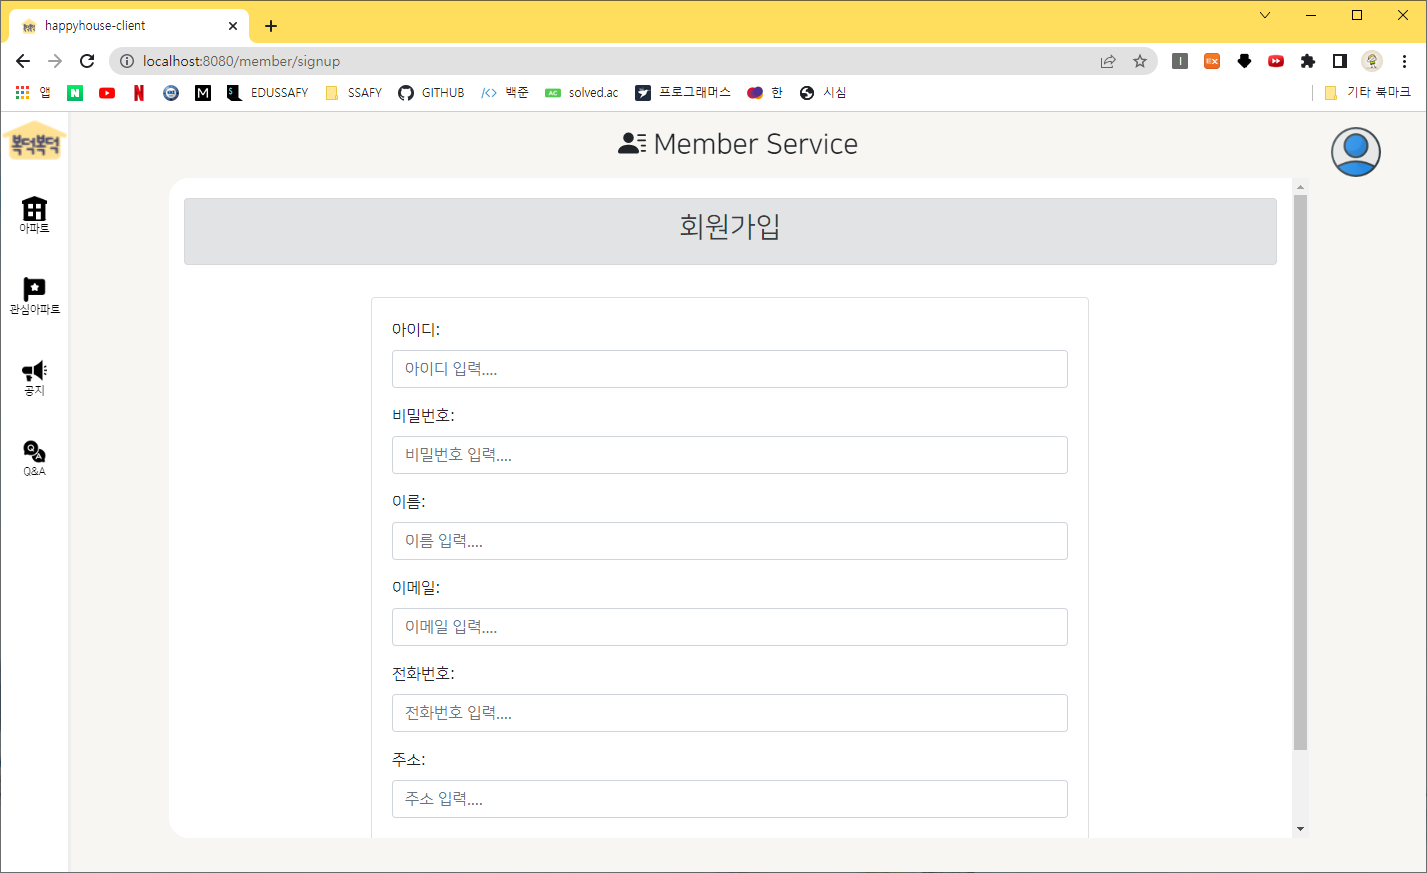 happyhouse-client
localhost:8080/member/signup
앱
N
N
M
S
EDUSSAFY
SSAFY
GITHUB
</> 백준
AC solved.ac
프로그래머스
한
시심
기타 북마크
EX
복덕복덕
Member Service
아파트
관심아파트
공지
Q&A
회원가입
아이디:
아이디 입력....
비밀번호:
비밀번호 입력....
이름:
이름 입력....
이메일:
이메일 입력....
전화번호:
전화번호 입력....
주소:
주소 입력....